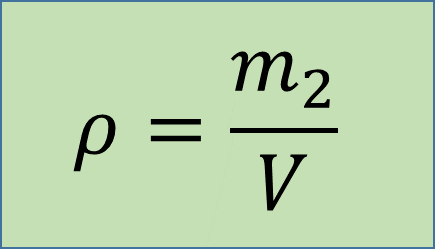 ρ = m₂ / V